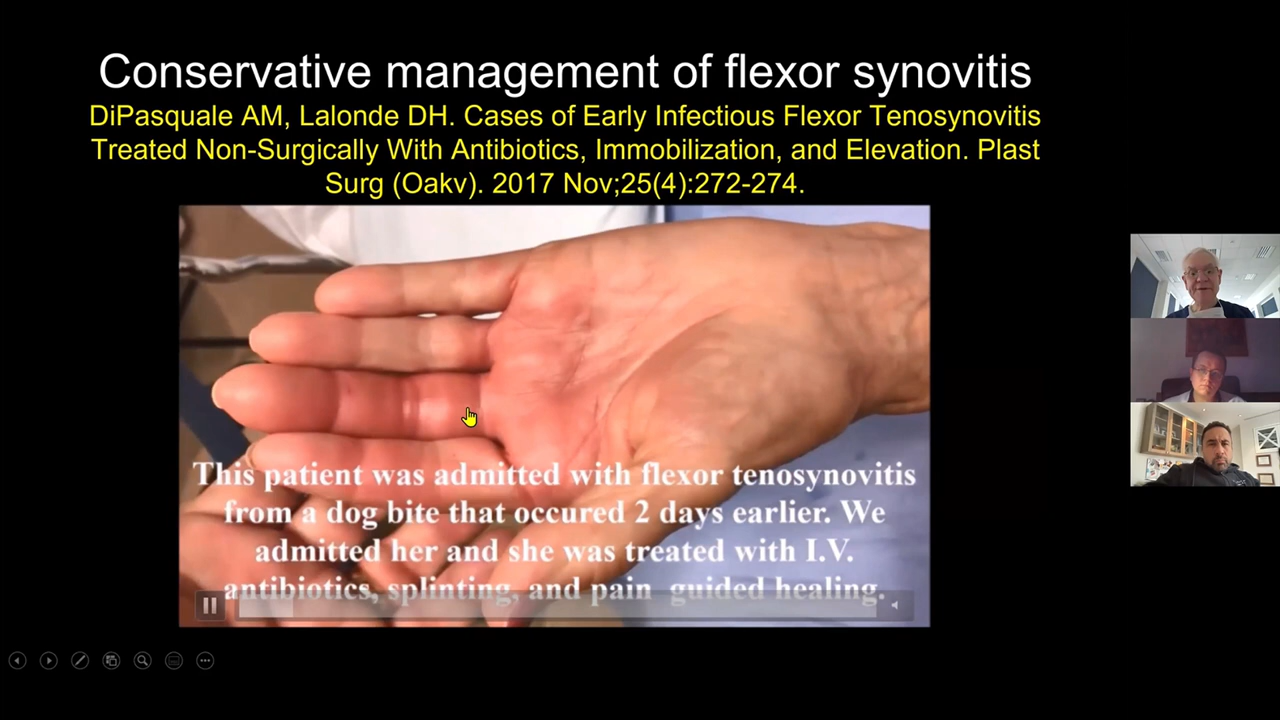 Conservative management of flexor synovitis
DiPasquale AM, Lalonde DH. Cases of Early Infectious Flexor Tenosynovitis
Treated Non-Surgically With Antibiotics, Immobilization, and Elevation. Plast
Surg (Oakv). 2017 Nov;25(4):272-274.
This patient was admitted with flexor tenosynovitis
from a dog bite that occured 2 days earlier. We
admitted her and she was treated with I.V.
antibiotics, splinting, and pain guided healing.